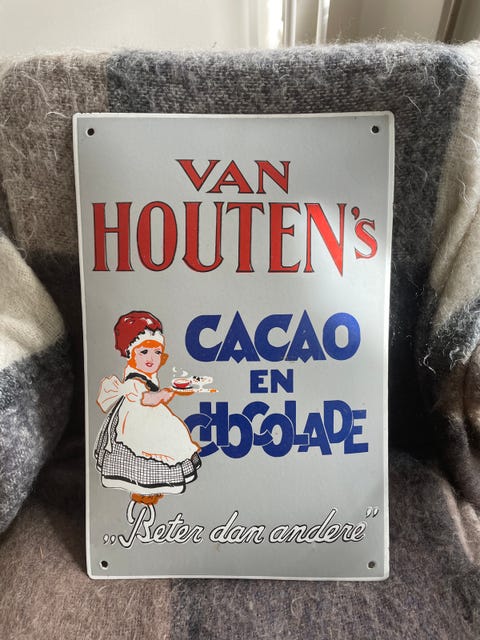 VAN
HOUTEN's
CACAO
EN
CHOCOLADE
„Beter dan andere”